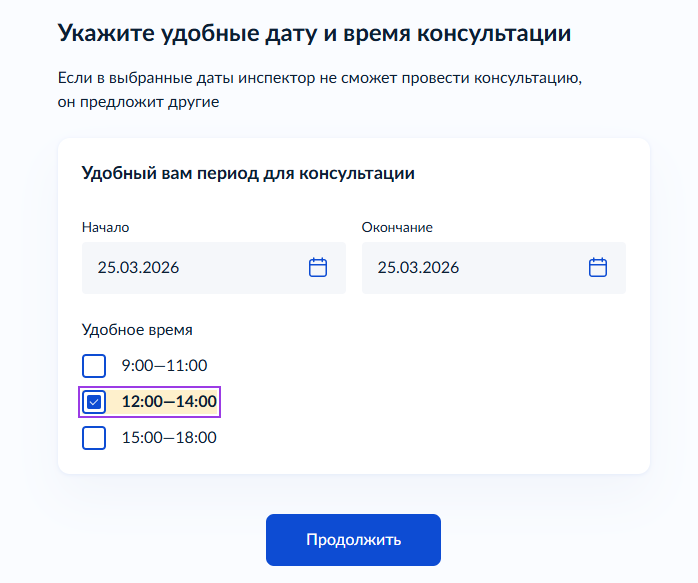 Укажите удобные дату и время консультации
Если в выбранные даты инспектор не сможет провести консультацию,
он предложит другие
Удобный вам период для консультации
Начало
Окончание
25.03.2026
25.03.2026
Удобное время
9:00—11:00
12:00—14:00
15:00—18:00
Продолжить